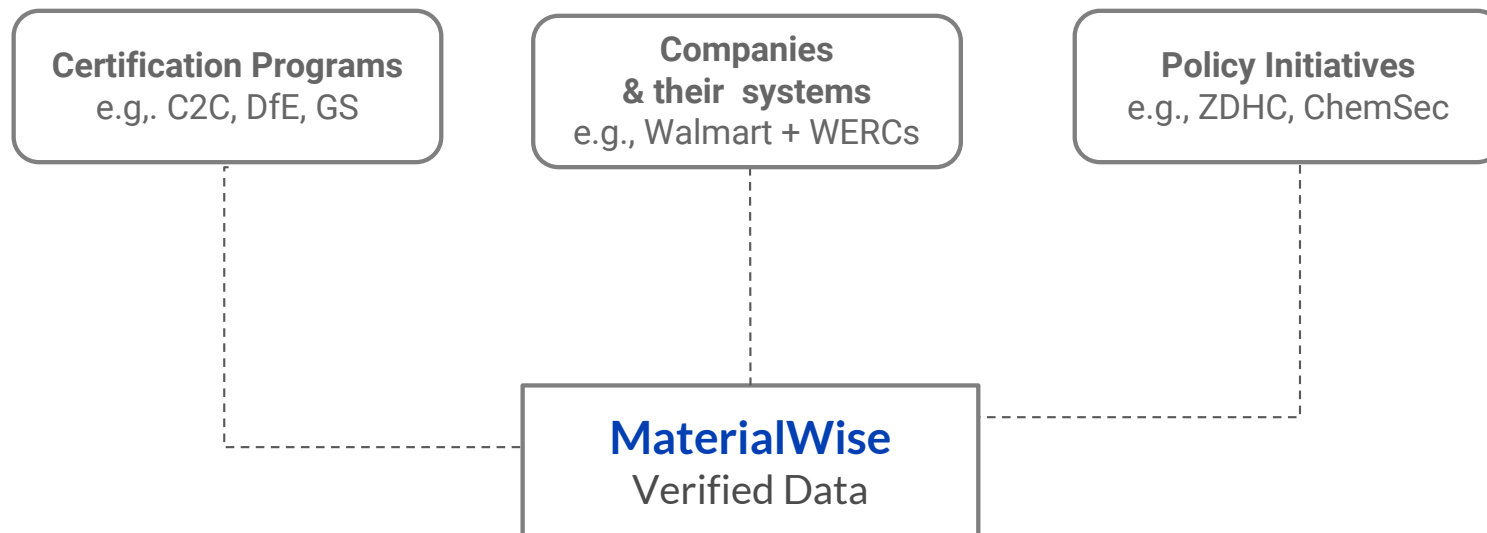 Certification Programs
e.g,. C2C, DfE, GS
Companies
& their systems
e.g., Walmart + WERCs
Policy Initiatives
e.g., ZDHC, ChemSec
MaterialWise
Verified Data